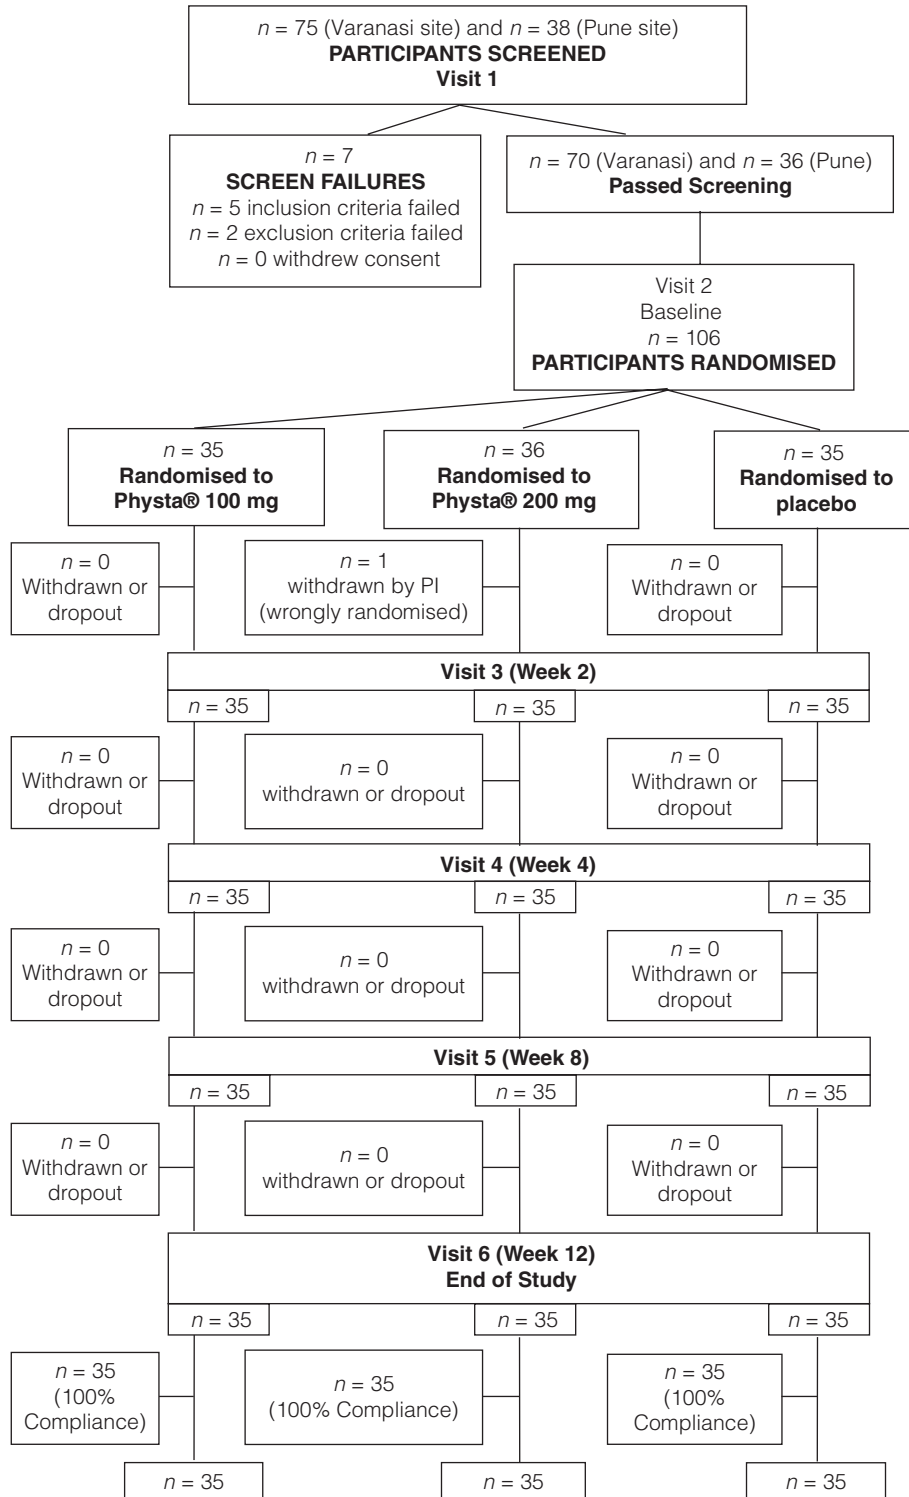 n = 75 (Varanasi site) and n = 38 (Pune site)
PARTICIPANTS SCREENED
Visit 1
n = 7
SCREEN FAILURES
n = 5 inclusion criteria failed
n = 2 exclusion criteria failed
n = 0 withdrew consent
n = 70 (Varanasi) and n = 36 (Pune)
Passed Screening
Visit 2
Baseline
n = 106
PARTICIPANTS RANDOMISED
n = 35
Randomised to
Physta® 100 mg
n = 36
Randomised to
Physta® 200 mg
n = 35
Randomised to
placebo
n = 0
Withdrawn or
dropout
n = 1
withdrawn by PI
(wrongly randomised)
n = 0
Withdrawn or
dropout
Visit 3 (Week 2)
n = 35
n = 35
n = 35
n = 0
Withdrawn or
dropout
n = 0
withdrawn or dropout
n = 0
Withdrawn or
dropout
Visit 4 (Week 4)
n = 35
n = 35
n = 35
n = 0
Withdrawn or
dropout
n = 0
withdrawn or dropout
n = 0
Withdrawn or
dropout
Visit 5 (Week 8)
n = 35
n = 35
n = 35
n = 0
Withdrawn or
dropout
n = 0
withdrawn or dropout
n = 0
Withdrawn or
dropout
Visit 6 (Week 12)
End of Study
n = 35
n = 35
n = 35
n = 35
(100%
Compliance)
n = 35
(100% Compliance)
n = 35
(100%
Compliance)
n = 35
n = 35
n = 35